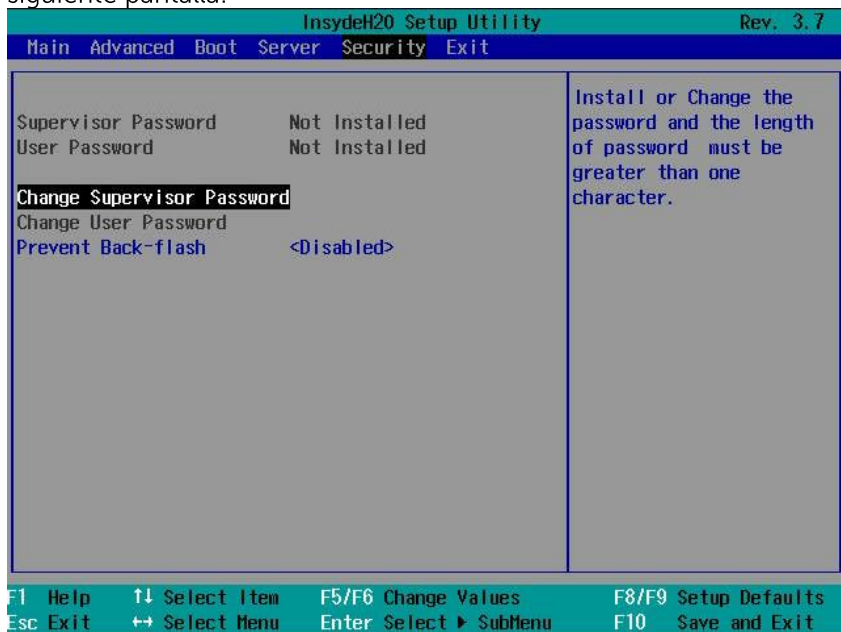 siguiente pantalla:
InsydeH20 Setup Utility Rev. 3.7
Main Advanced Boot Server Security Exit
Supervisor Password Not Installed
User Password Not Installed
Change Supervisor Password
Change User Password
Prevent Back-flash <Disabled>
Install or Change the
password and the length
of password must be
greater than one
character.
F1 Help ↑↓ Select Item F5/F6 Change Values F8/F9 Setup Defaults
Esc Exit ↔ Select Menu Enter Select ▶ SubMenu F10 Save and Exit